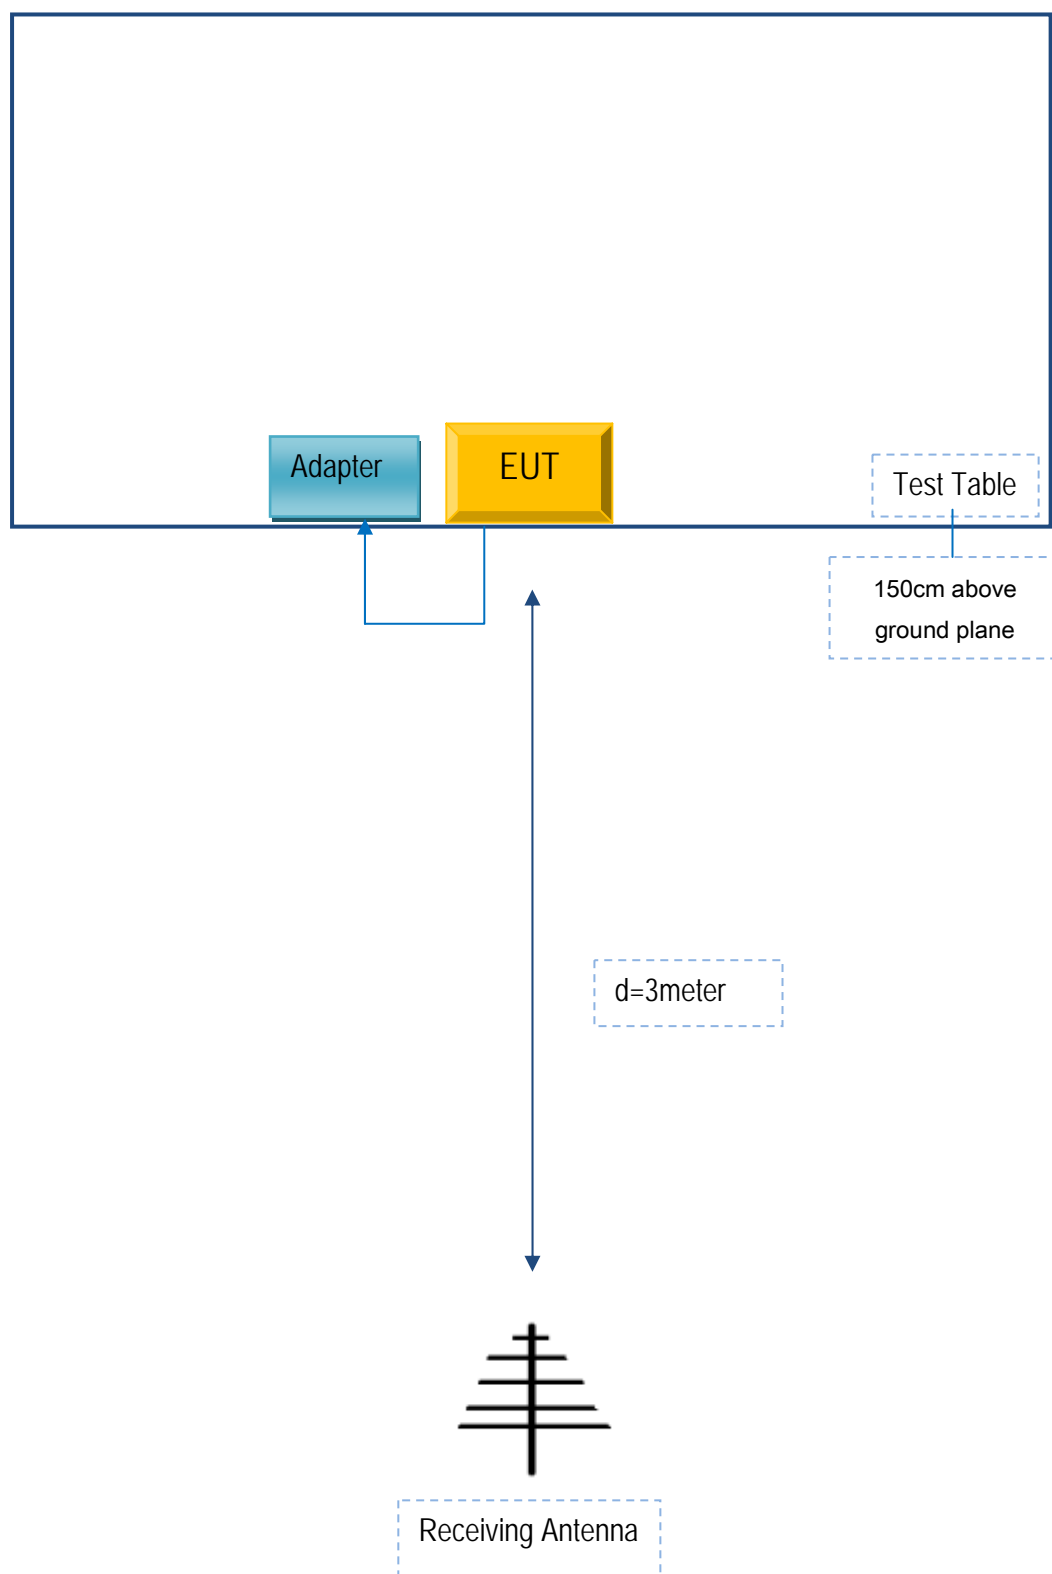 Adapter
EUT
Test Table
150cm above
ground plane
d=3meter
Receiving Antenna